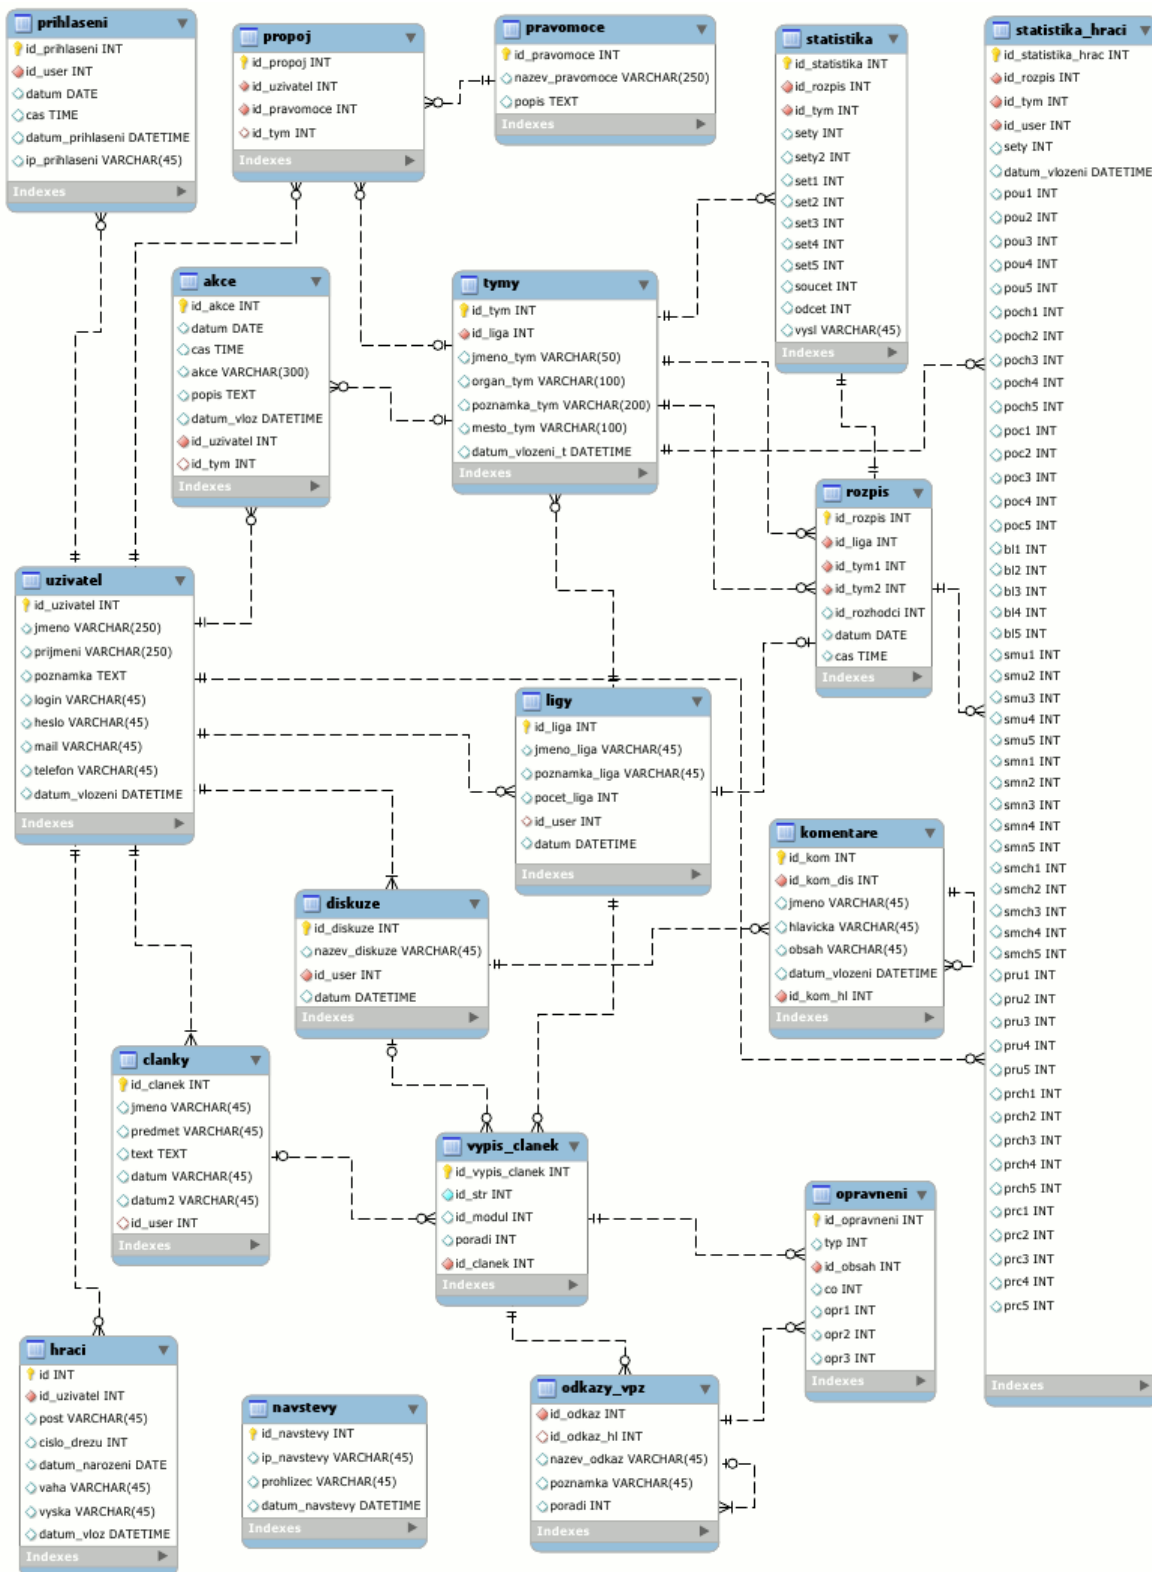 prihlaseni
id_prihlaseni INT
id_user INT
datum DATE
cas TIME
datum_prihlaseni DATETIME
ip_prihlaseni VARCHAR(45)
Indexes
propoj
id_propoj INT
id_uzivatel INT
id_pravomoce INT
id_tym INT
Indexes
pravomoce
id_pravomoce INT
nazev_pravomoce VARCHAR(250)
popis TEXT
Indexes
statistika
id_statistika INT
id_rozpis INT
id_tym INT
sety INT
sety2 INT
set1 INT
set2 INT
set3 INT
set4 INT
set5 INT
soucet INT
odcet INT
vysl VARCHAR(45)
Indexes
statistika_hraci
id_statistika_hrac INT
id_rozpis INT
id_tym INT
id_user INT
sety INT
datum_vlozeni DATETIME
pou1 INT
pou2 INT
pou3 INT
pou4 INT
pou5 INT
poch1 INT
poch2 INT
poch3 INT
poch4 INT
poch5 INT
poc1 INT
poc2 INT
poc3 INT
poc4 INT
poc5 INT
bl1 INT
bl2 INT
bl3 INT
bl4 INT
bl5 INT
smu1 INT
smu2 INT
smu3 INT
smu4 INT
smu5 INT
smn1 INT
smn2 INT
smn3 INT
smn4 INT
smn5 INT
smch1 INT
smch2 INT
smch3 INT
smch4 INT
smch5 INT
pru1 INT
pru2 INT
pru3 INT
pru4 INT
pru5 INT
prch1 INT
prch2 INT
prch3 INT
prch4 INT
prch5 INT
prc1 INT
prc2 INT
prc3 INT
prc4 INT
prc5 INT
Indexes
akce
id_akce INT
datum DATE
cas TIME
akce VARCHAR(300)
popis TEXT
datum_vloz DATETIME
id_uzivatel INT
id_tym INT
Indexes
tymy
id_tym INT
id_liga INT
jmeno_tym VARCHAR(50)
organ_tym VARCHAR(100)
poznamka_tym VARCHAR(200)
mesto_tym VARCHAR(100)
datum_vlozeni_t DATETIME
Indexes
rozpis
id_rozpis INT
id_liga INT
id_tym1 INT
id_tym2 INT
id_rozhodci INT
datum DATE
cas TIME
Indexes
uzivatel
id_uzivatel INT
jmeno VARCHAR(250)
prijmeni VARCHAR(250)
poznamka TEXT
login VARCHAR(45)
heslo VARCHAR(45)
mail VARCHAR(45)
telefon VARCHAR(45)
datum_vlozeni DATETIME
Indexes
ligy
id_liga INT
jmeno_liga VARCHAR(45)
poznamka_liga VARCHAR(45)
pocet_liga INT
id_user INT
datum DATETIME
Indexes
komentare
id_kom INT
id_kom_dis INT
jmeno VARCHAR(45)
hlavicka VARCHAR(45)
obsah VARCHAR(45)
datum_vlozeni DATETIME
id_kom_hl INT
Indexes
diskuze
id_diskuze INT
nazev_diskuze VARCHAR(45)
id_user INT
datum DATETIME
Indexes
clanky
id_clanek INT
jmeno VARCHAR(45)
predmet VARCHAR(45)
text TEXT
datum VARCHAR(45)
datum2 VARCHAR(45)
id_user INT
Indexes
vypis_clanek
id_vypis_clanek INT
id_str INT
id_modul INT
poradi INT
id_clanek INT
Indexes
opravneni
id_opravneni INT
typ INT
id_obsah INT
co INT
opr1 INT
opr2 INT
opr3 INT
Indexes
hraci
id INT
id_uzivatel INT
post VARCHAR(45)
cislo_drezu INT
datum_narozeni DATE
vaha VARCHAR(45)
vyska VARCHAR(45)
datum_vloz DATETIME
Indexes
navstevy
id_navstevy INT
ip_navstevy VARCHAR(45)
prohlizec VARCHAR(45)
datum_navstevy DATETIME
Indexes
odkazy_vpz
id_odkaz INT
id_odkaz_hl INT
nazev_odkaz VARCHAR(45)
poznamka VARCHAR(45)
poradi INT
Indexes